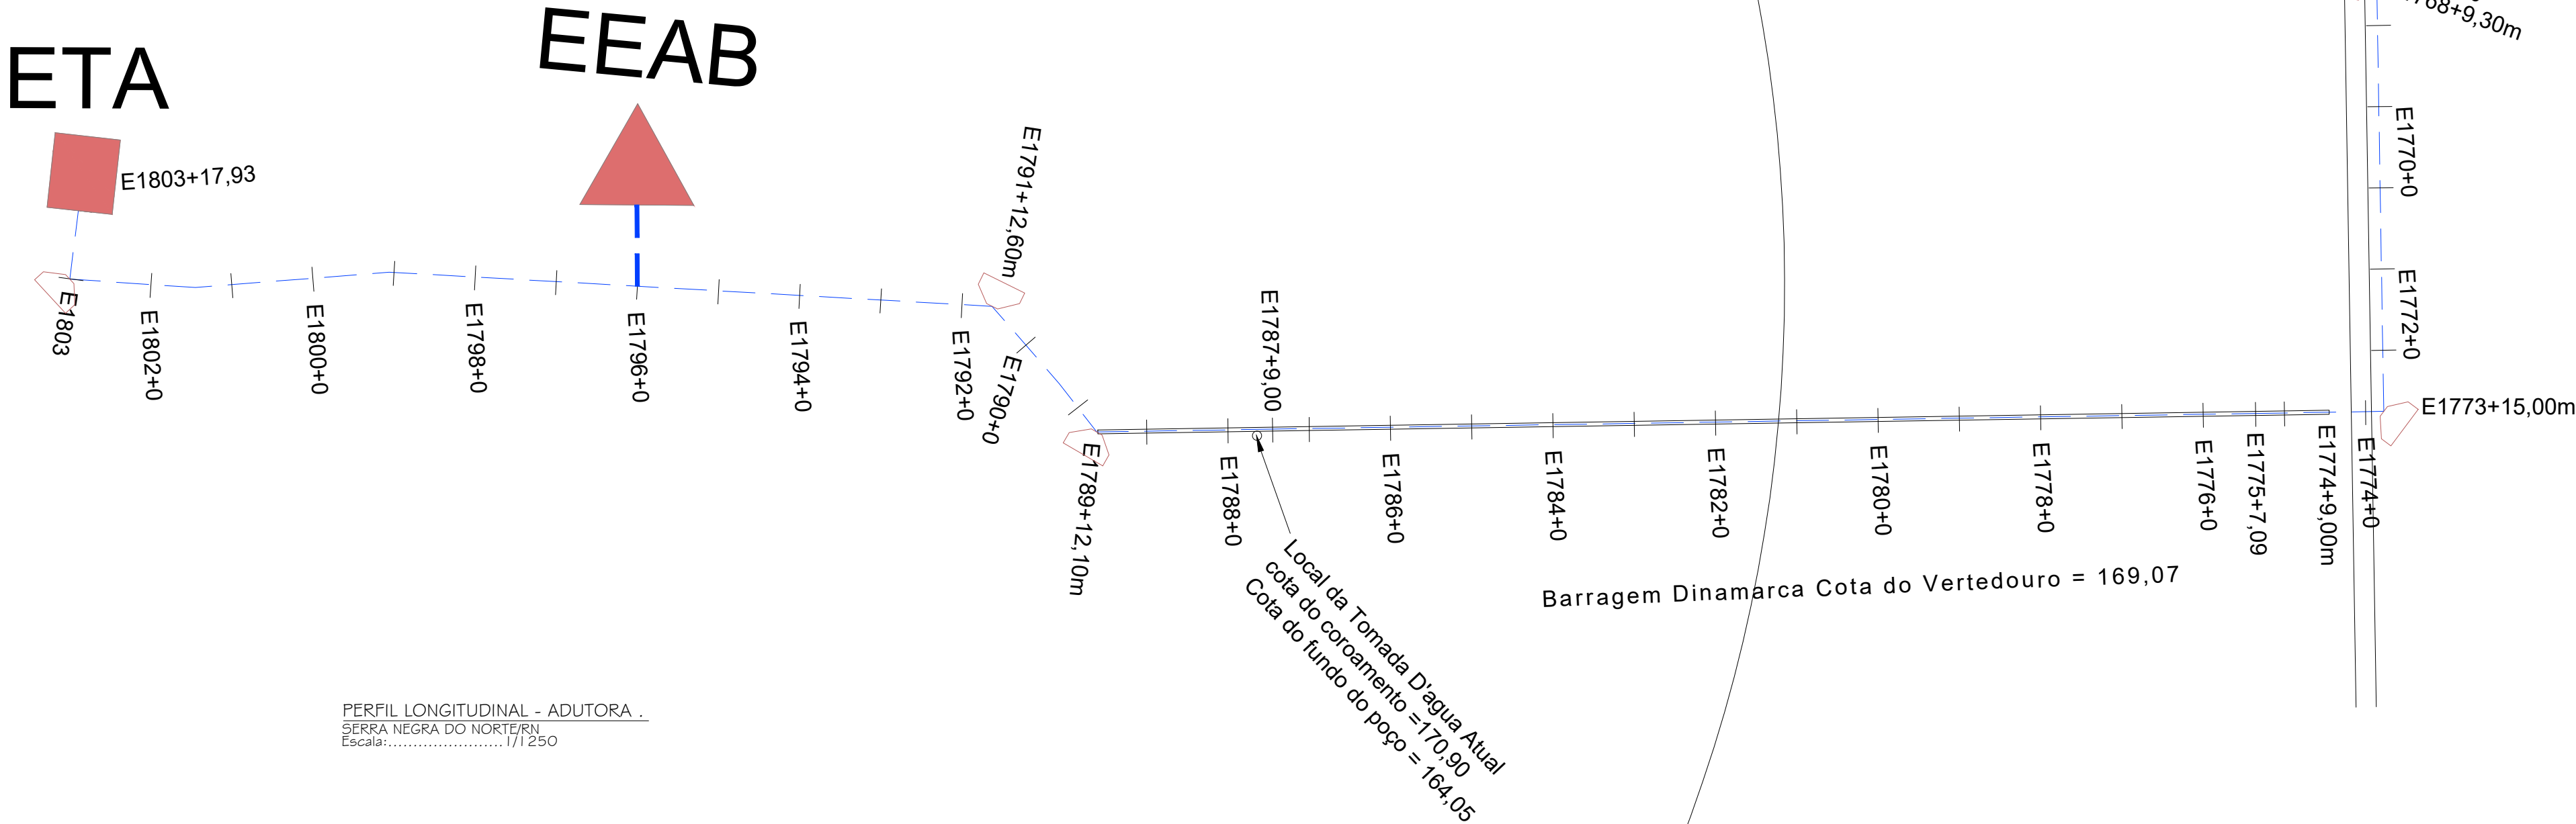 ETA
EEAB
E1803+17,93
E1791+12,60m
E1803
E1802+0
E1800+0
E1798+0
E1796+0
E1794+0
E1792+0
E1790+0
E1789+12,10m
E1788+0
E1787+9,00
E1786+0
E1784+0
E1782+0
E1780+0
E1778+0
E1776+0
E1775+7,09
E1774+9,00m
E1774+0
E1773+15,00m
E1772+0
E1770+0
768+9,30m
Local da Tomada D'agua Atual
cota do coroamento =170,90
Cota do fundo do poço = 164,05
Barragem Dinamarca Cota do Vertedouro = 169,07
PERFIL LONGITUDINAL - ADUTORA .
SERRA NEGRA DO NORTE/RN
Escala:.......................1/1250